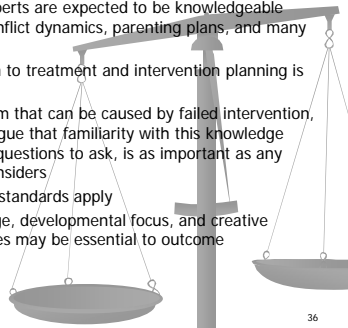 perts are expected to be knowledgeable
nflict dynamics, parenting plans, and many
n to treatment and intervention planning is
m that can be caused by failed intervention,
gue that familiarity with this knowledge
questions to ask, is as important as any
nsiders
standards apply
ge, developmental focus, and creative
es may be essential to outcome
36